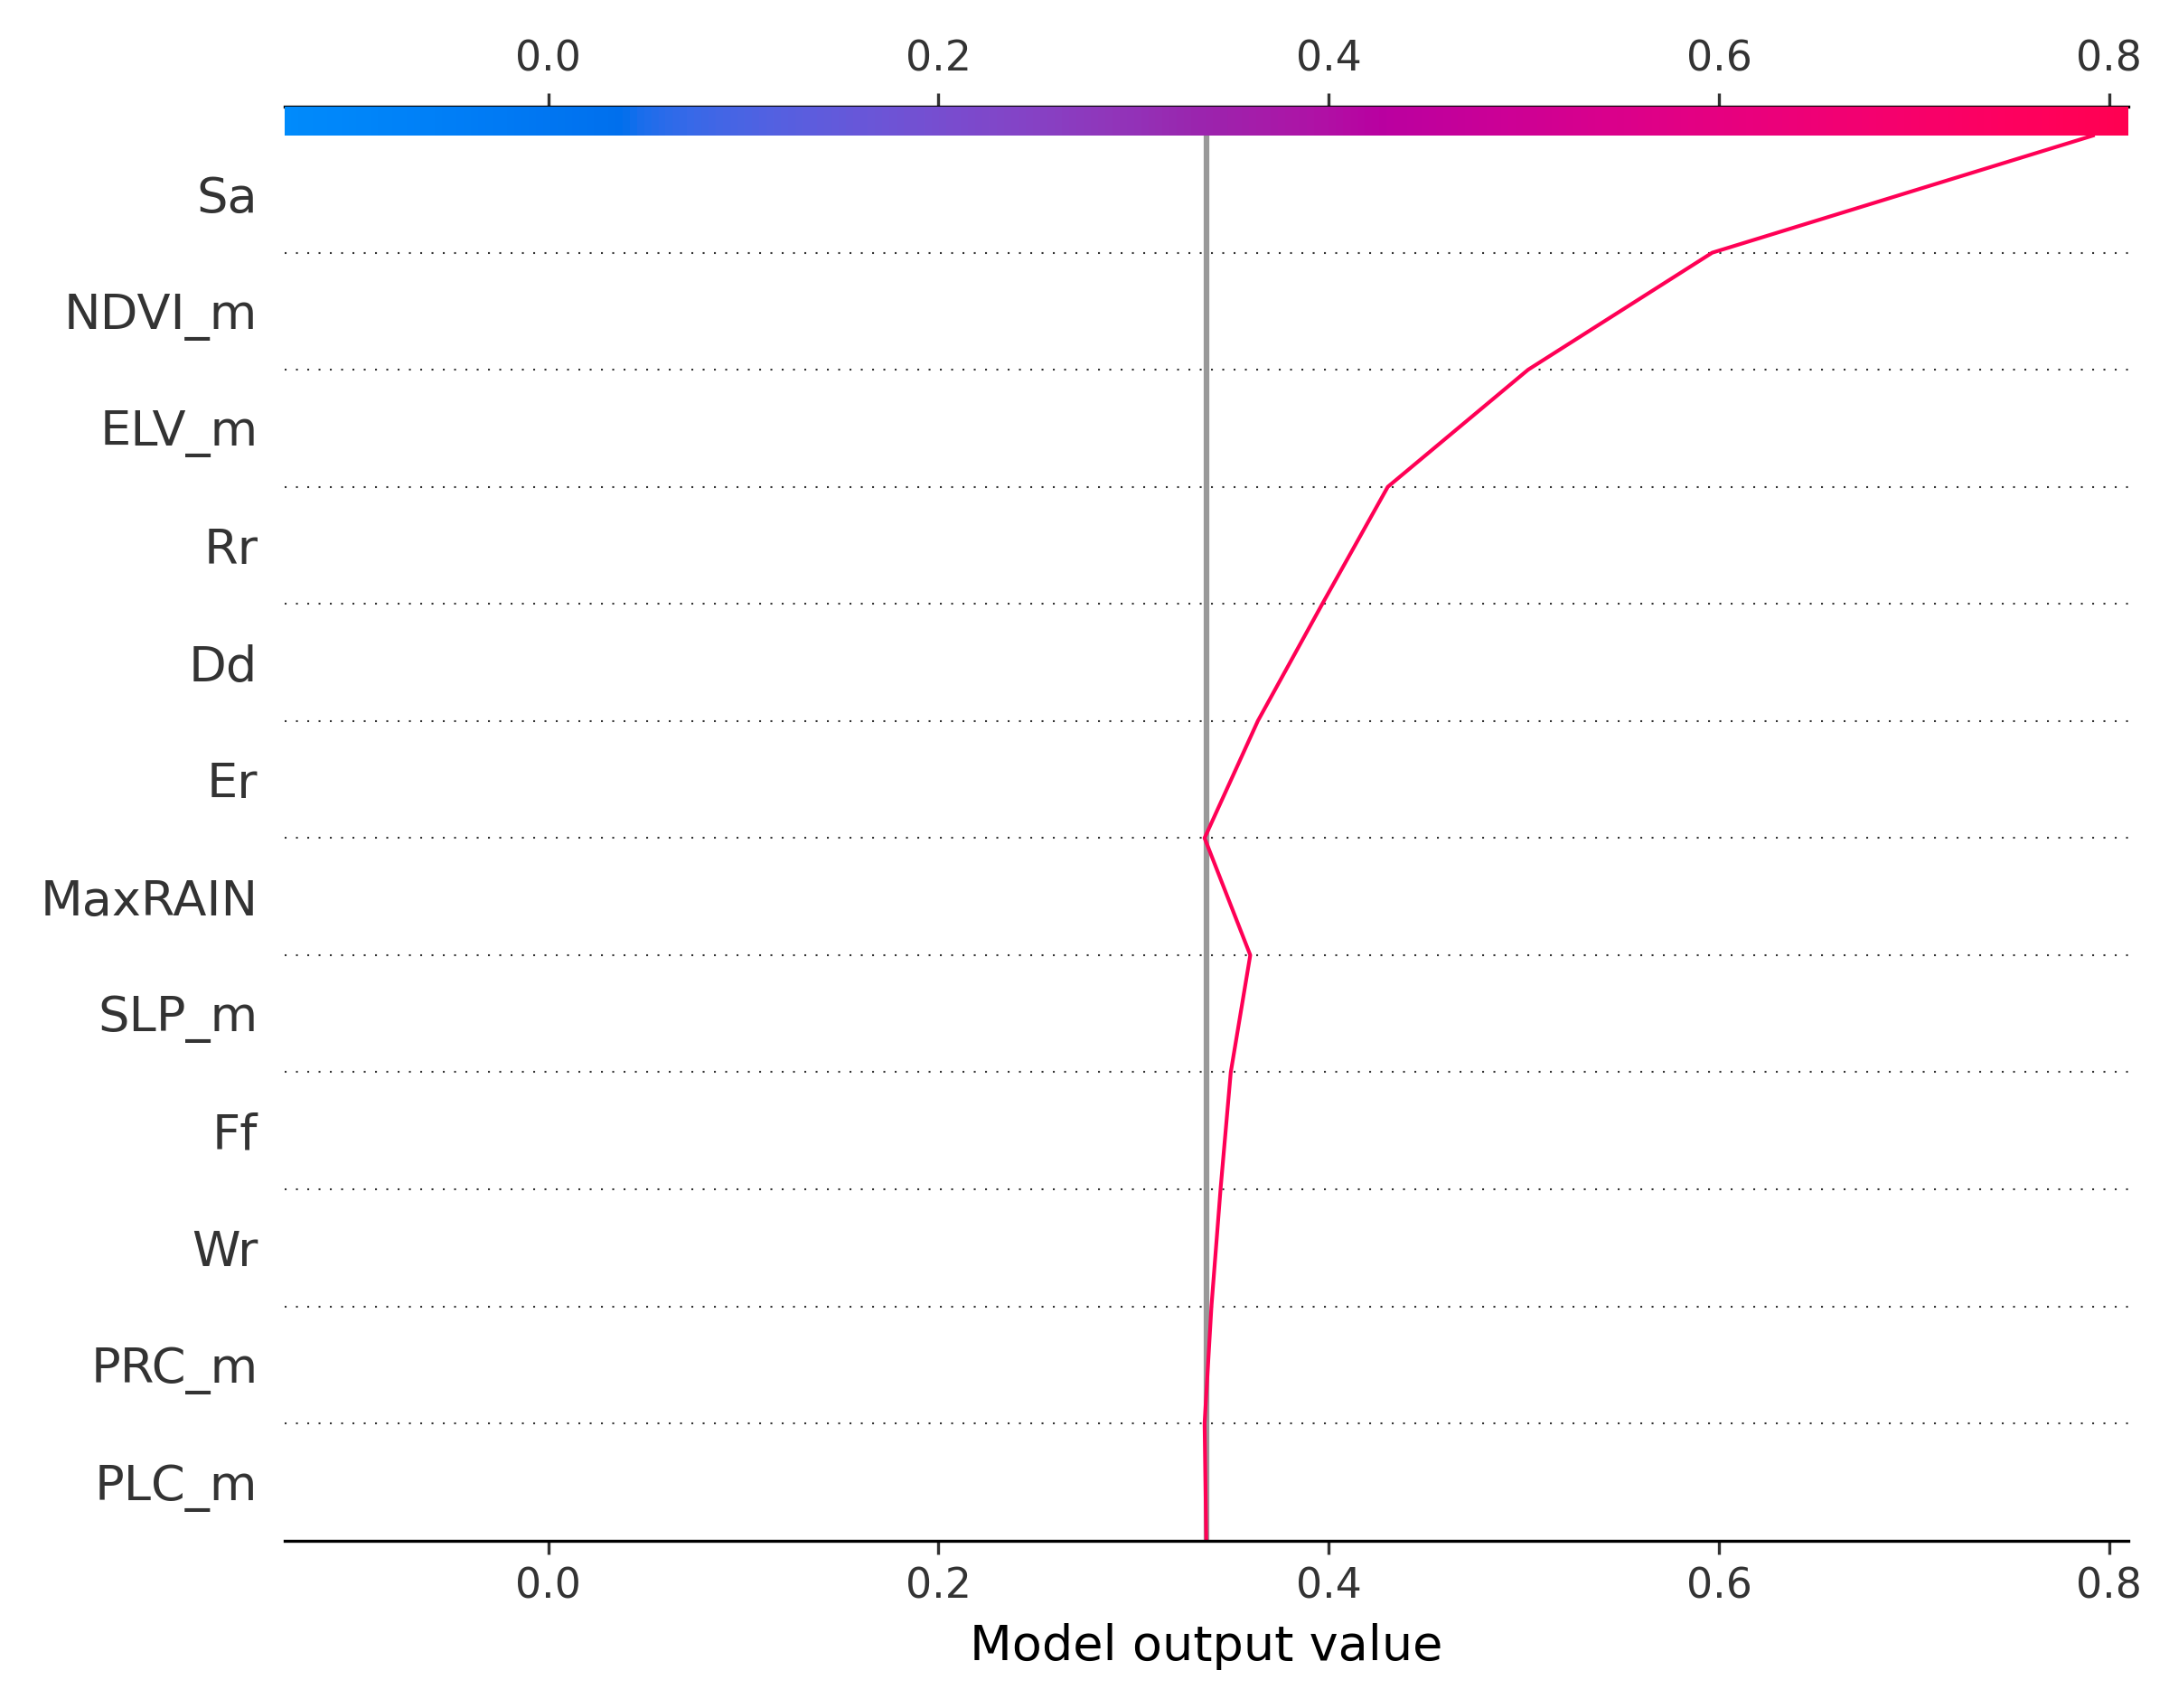 0.0 0.2 0.4 0.6 0.8
Sa
NDVI_m
ELV_m
Rr
Dd
Er
MaxRAIN
SLP_m
Ff
Wr
PRC_m
PLC_m
0.0 0.2 0.4 0.6 0.8
Model output value